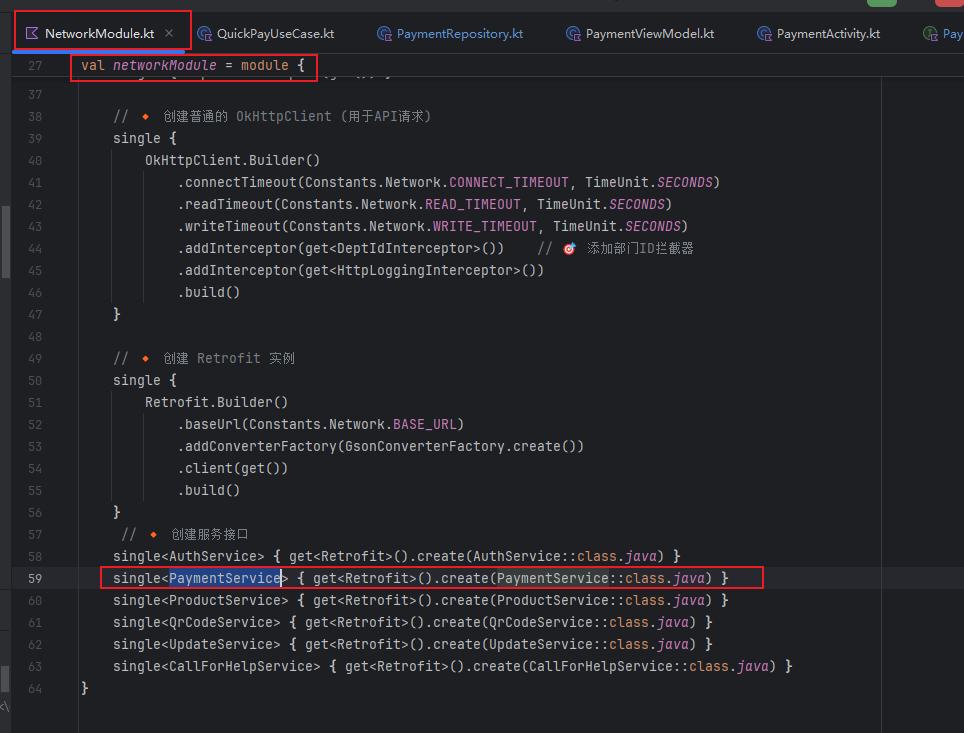 NetworkModule.kt × QuickPayUseCase.kt PaymentRepository.kt PaymentViewModel.kt PaymentActivity.kt Pay
27 val networkModule = module {
37
38 // 🔸 创建普通的 OkHttpClient (用于API请求)
39 single {
40 OkHttpClient.Builder()
41 .connectTimeout(Constants.Network.CONNECT_TIMEOUT, TimeUnit.SECONDS)
42 .readTimeout(Constants.Network.READ_TIMEOUT, TimeUnit.SECONDS)
43 .writeTimeout(Constants.Network.WRITE_TIMEOUT, TimeUnit.SECONDS)
44 .addInterceptor(get<DeptIdInterceptor>()) // 🎯 添加部门ID拦截器
45 .addInterceptor(get<HttpLoggingInterceptor>())
46 .build()
47 }
48
49 // 🔸 创建 Retrofit 实例
50 single {
51 Retrofit.Builder()
52 .baseUrl(Constants.Network.BASE_URL)
53 .addConverterFactory(GsonConverterFactory.create())
54 .client(get())
55 .build()
56 }
57 // 🔸 创建服务接口
58 single<AuthService> { get<Retrofit>().create(AuthService::class.java) }
59 single<PaymentService> { get<Retrofit>().create(PaymentService::class.java) }
60 single<ProductService> { get<Retrofit>().create(ProductService::class.java) }
61 single<QrCodeService> { get<Retrofit>().create(QrCodeService::class.java) }
62 single<UpdateService> { get<Retrofit>().create(UpdateService::class.java) }
63 single<CallForHelpService> { get<Retrofit>().create(CallForHelpService::class.java) }
64 }